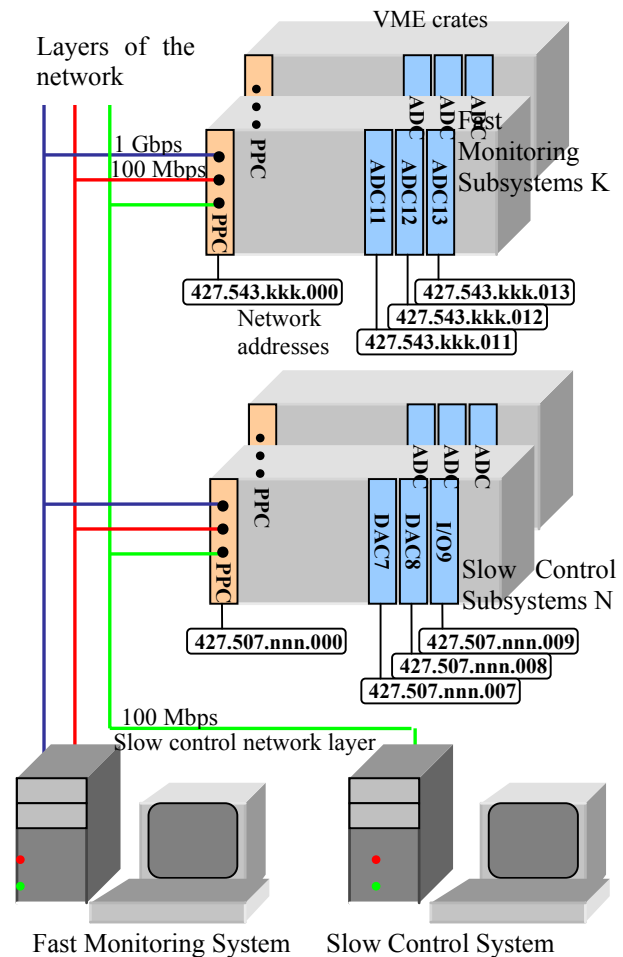 VME crates
Layers of the
network
ADC
ADC
ADC
PPC
1 Gbps
100 Mbps
PPC
ADC11
ADC12
ADC13
Fast
Monitoring
Subsystems K
427.543.kkk.000
427.543.kkk.013
427.543.kkk.012
427.543.kkk.011
Network
addresses
ADC
ADC
ADC
PPC
PPC
DAC7
DAC8
I/O9
Slow Control
Subsystems N
427.507.nnn.000
427.507.nnn.009
427.507.nnn.008
427.507.nnn.007
100 Mbps
Slow control network layer
Fast Monitoring System
Slow Control System